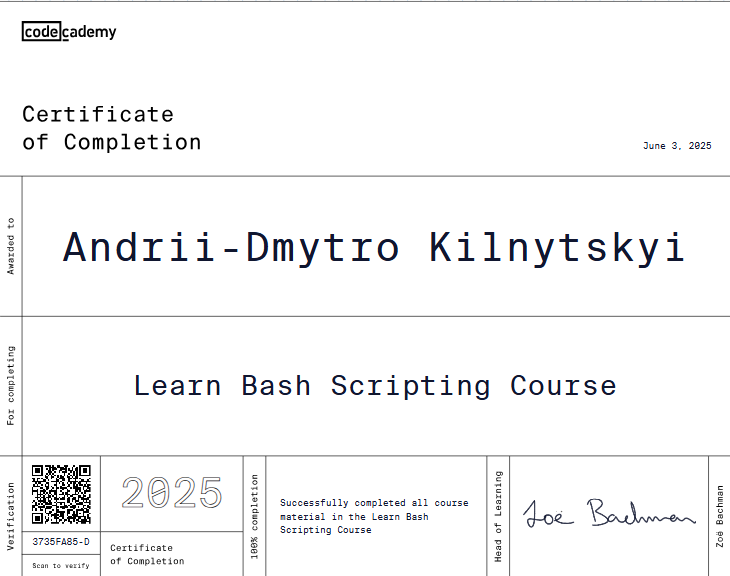 codecademy
Certificate
of Completion
June 3, 2025
Awarded to
Andrii-Dmytro Kilnytskyi
For completing
Learn Bash Scripting Course
Verification
3735FA85-D
Scan to verify
2025
Certificate
of Completion
100% completion
Successfully completed all course
material in the Learn Bash
Scripting Course
Head of Learning
Zoë Bachman
Zoë Bachman